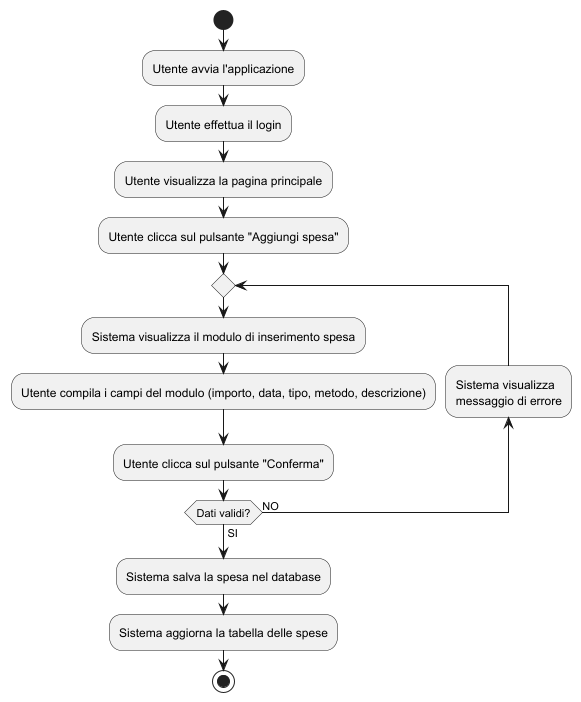 Utente avvia l'applicazione
Utente effettua il login
Utente visualizza la pagina principale
Utente clicca sul pulsante "Aggiungi spesa"
Sistema visualizza il modulo di inserimento spesa
Utente compila i campi del modulo (importo, data, tipo, metodo, descrizione)
Sistema visualizza
messaggio di errore
Utente clicca sul pulsante "Conferma"
Dati validi?
NO
SI
Sistema salva la spesa nel database
Sistema aggiorna la tabella delle spese